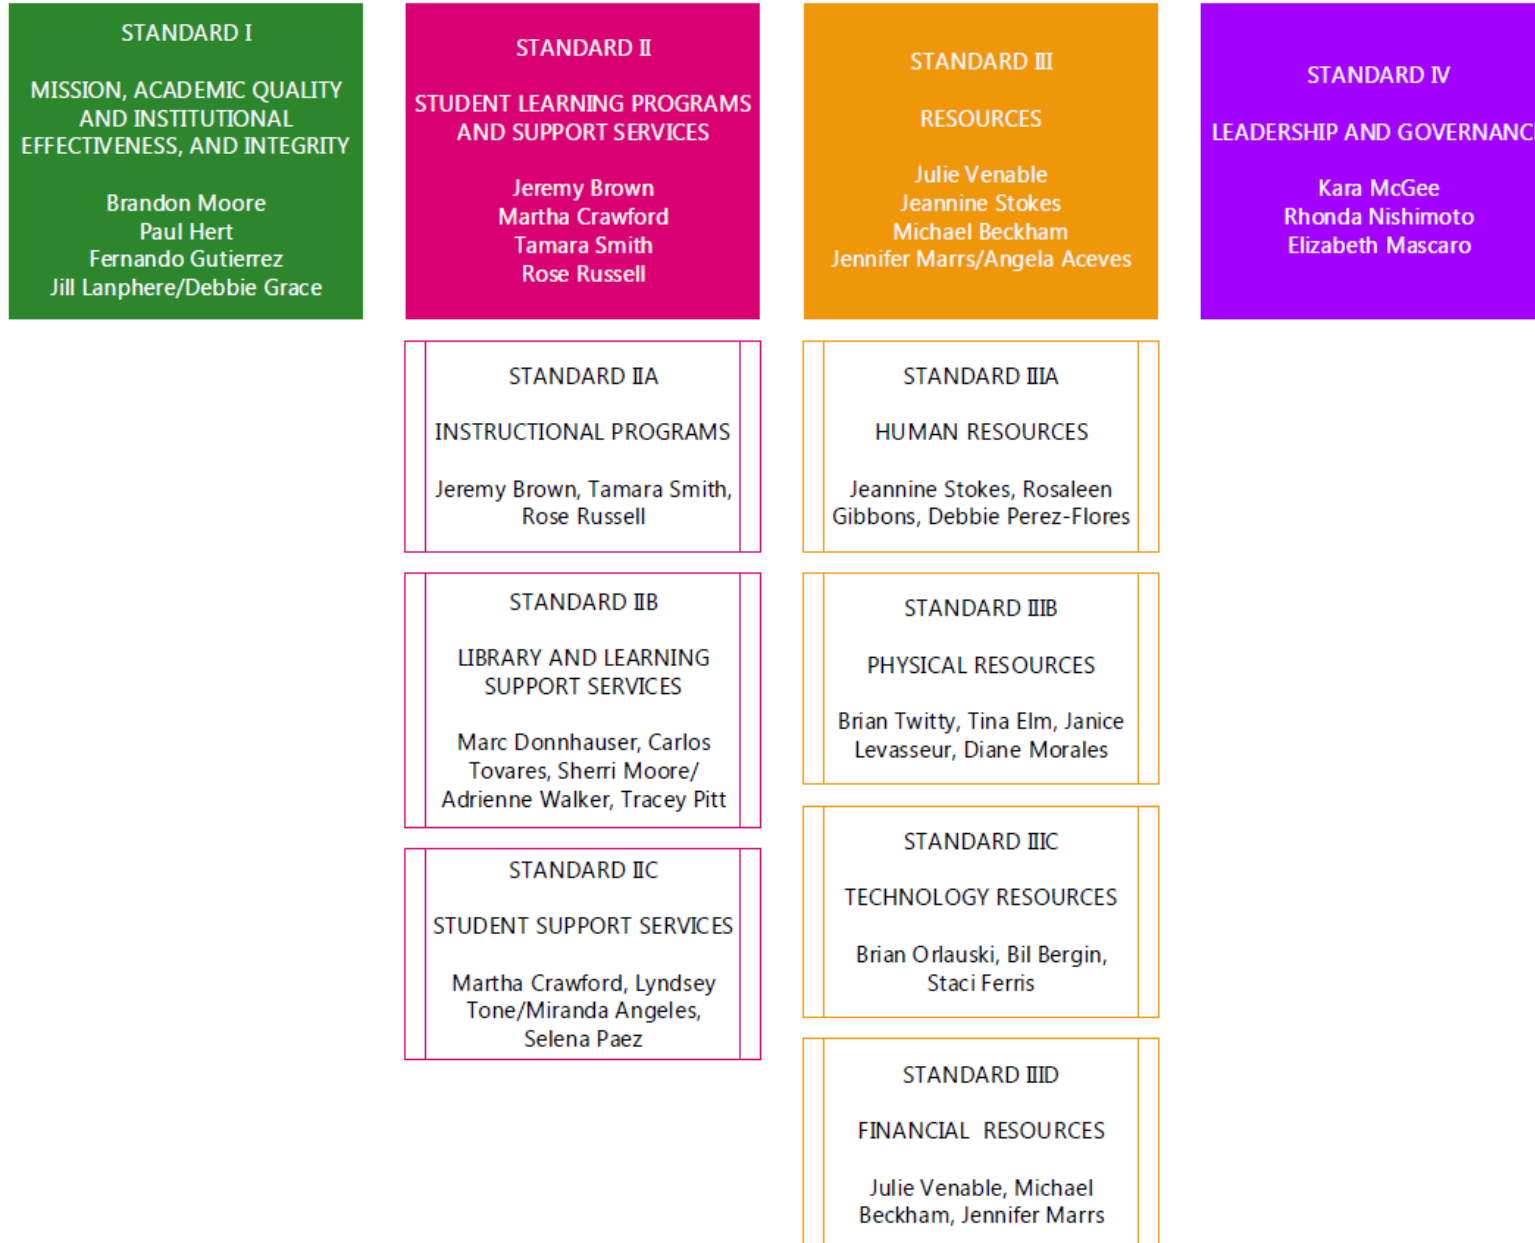 STANDARD I
MISSION, ACADEMIC QUALITY
AND INSTITUTIONAL
EFFECTIVENESS, AND INTEGRITY
Brandon Moore
Paul Hert
Fernando Gutierrez
Jill Lanphere/Debbie Grace
STANDARD II
STUDENT LEARNING PROGRAMS
AND SUPPORT SERVICES
Jeremy Brown
Martha Crawford
Tamara Smith
Rose Russell
STANDARD III
RESOURCES
Julie Venable
Jeannine Stokes
Michael Beckham
Jennifer Marrs/Angela Aceves
STANDARD IV
LEADERSHIP AND GOVERNANC
Kara McGee
Rhonda Nishimoto
Elizabeth Mascaro
STANDARD IIA
INSTRUCTIONAL PROGRAMS
Jeremy Brown, Tamara Smith,
Rose Russell
STANDARD IIB
LIBRARY AND LEARNING
SUPPORT SERVICES
Marc Donnhauser, Carlos
Tovares, Sherri Moore/
Adrienne Walker, Tracey Pitt
STANDARD IIC
STUDENT SUPPORT SERVICES
Martha Crawford, Lyndsey
Tone/Miranda Angeles,
Selena Paez
STANDARD IIIA
HUMAN RESOURCES
Jeannine Stokes, Rosaleen
Gibbons, Debbie Perez-Flores
STANDARD IIIB
PHYSICAL RESOURCES
Brian Twitty, Tina Elm, Janice
Levasseur, Diane Morales
STANDARD IIIC
TECHNOLOGY RESOURCES
Brian Orlauski, Bil Bergin,
Staci Ferris
STANDARD IIID
FINANCIAL  RESOURCES
Julie Venable, Michael
Beckham, Jennifer Marrs